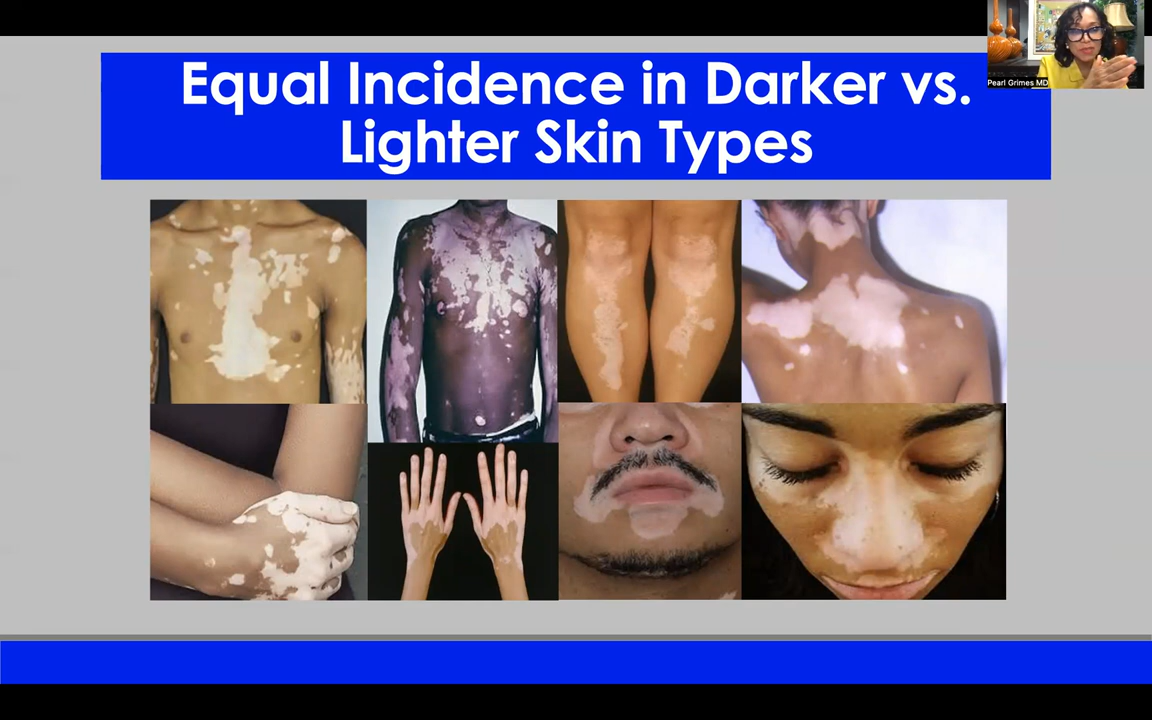 Equal Incidence in Darker vs.
Lighter Skin Types
Pearl Grimes MD